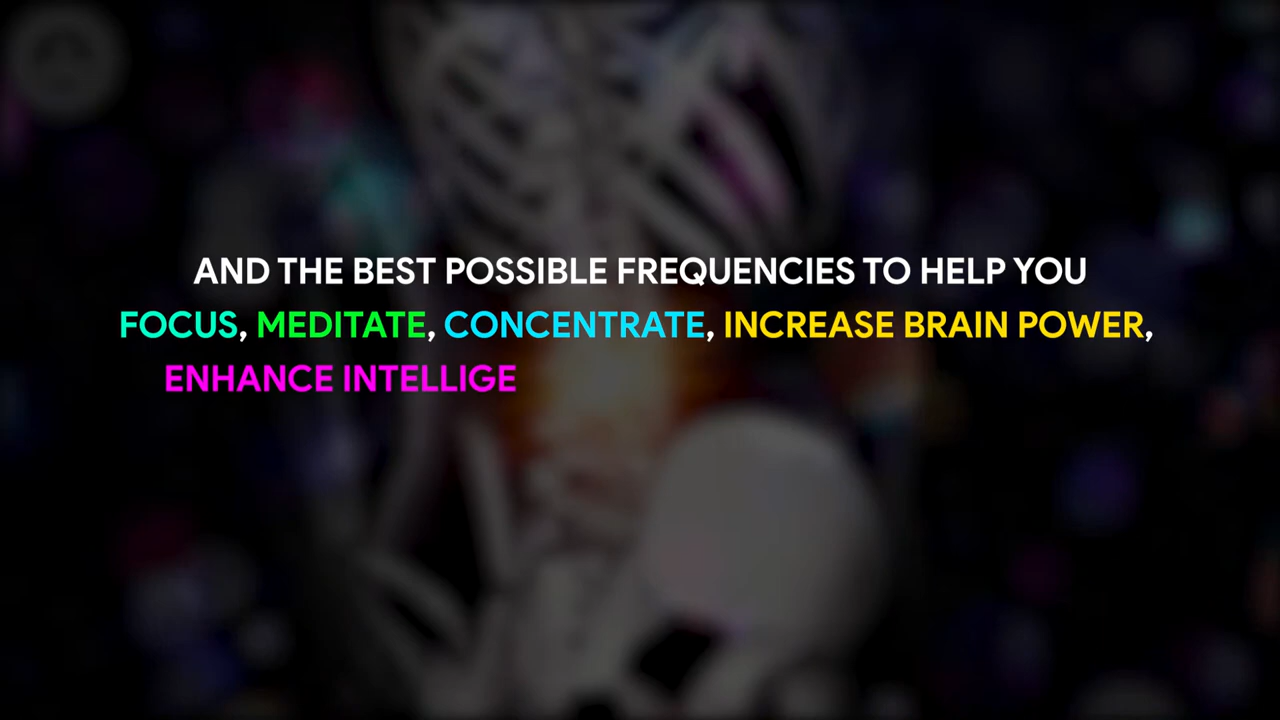 AND THE BEST POSSIBLE FREQUENCIES TO HELP YOU
FOCUS, MEDITATE, CONCENTRATE, INCREASE BRAIN POWER,
ENHANCE INTELLIGE